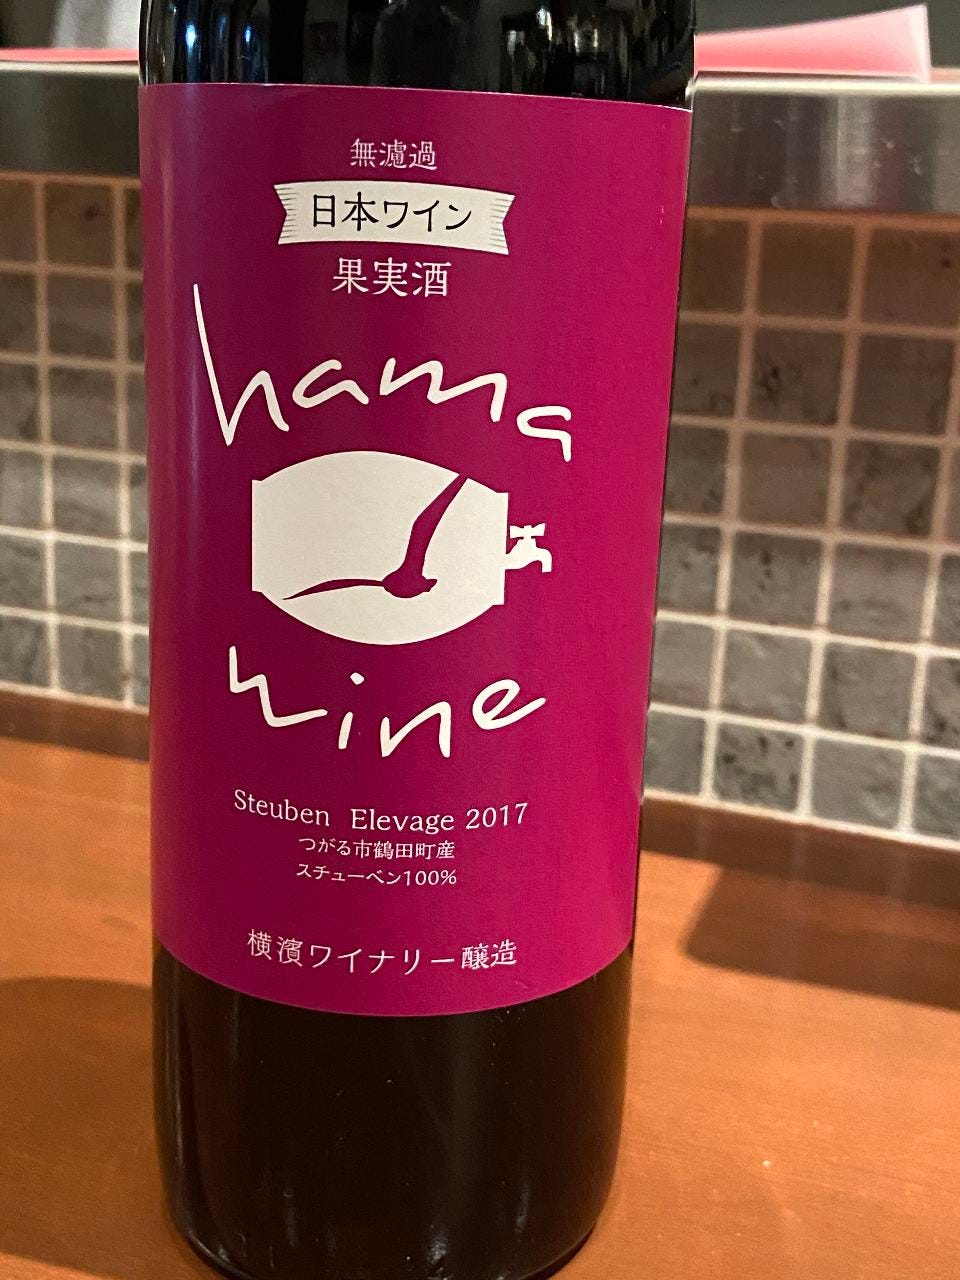 無濾過
日本ワイン
果実酒
hama
wine
Steuben Elevage 2017
つがる市鶴田町産
スチューベン100%
横濱ワイナリー醸造